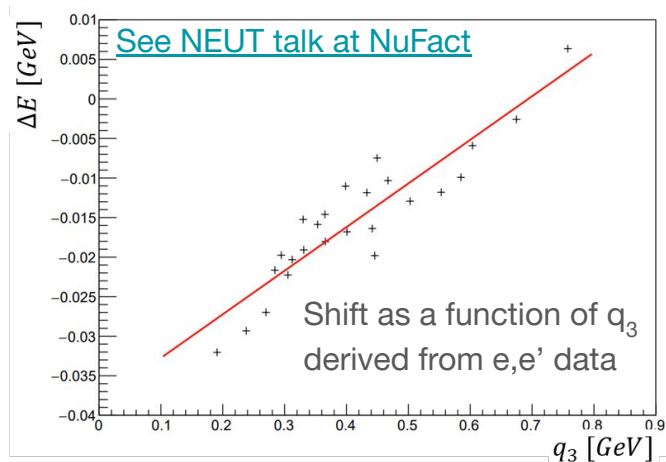 See NEUT talk at NuFact
ΔE [GeV]
0.01
0.005
0
−0.005
−0.01
−0.015
−0.02
−0.025
−0.03
−0.035
−0.04
Shift as a function of q₃
derived from e,e’ data
0 0.1 0.2 0.3 0.4 0.5 0.6 0.7 0.8 0.9
q₃ [GeV]